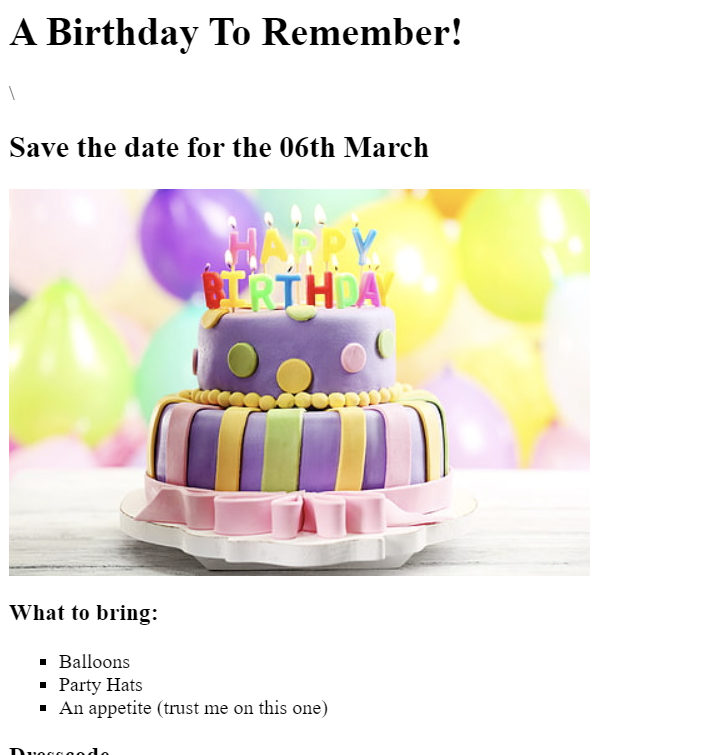 A Birthday To Remember!
\
Save the date for the 06th March
HAPPY
BIRTHDAY
What to bring:
Balloons
Party Hats
An appetite (trust me on this one)
Dresscode